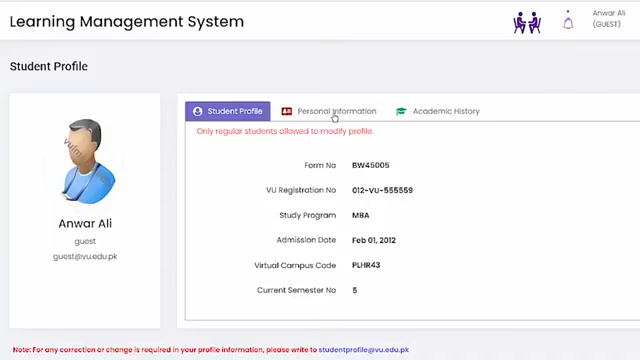 Learning Management System
Anwar Ali
(GUEST)
Student Profile
Student Profile
Personal Information
Academic History
Only regular students allowed to modify profile.
Form No BW45005
VU Registration No 012-VU-555559
Study Program MBA
Admission Date Feb 01, 2012
Virtual Campus Code PLHR43
Current Semester No 5
Anwar Ali
guest
guest@vu.edu.pk
Note: For any correction or change is required in your profile information, please write to studentprofile@vu.edu.pk